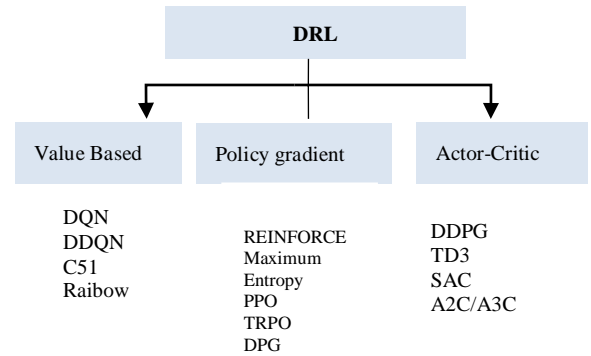 DRL
Value Based
Policy gradient
Actor-Critic
DQN
DDQN
C51
Raibow
REINFORCE
Maximum
Entropy
PPO
TRPO
DPG
DDPG
TD3
SAC
A2C/A3C